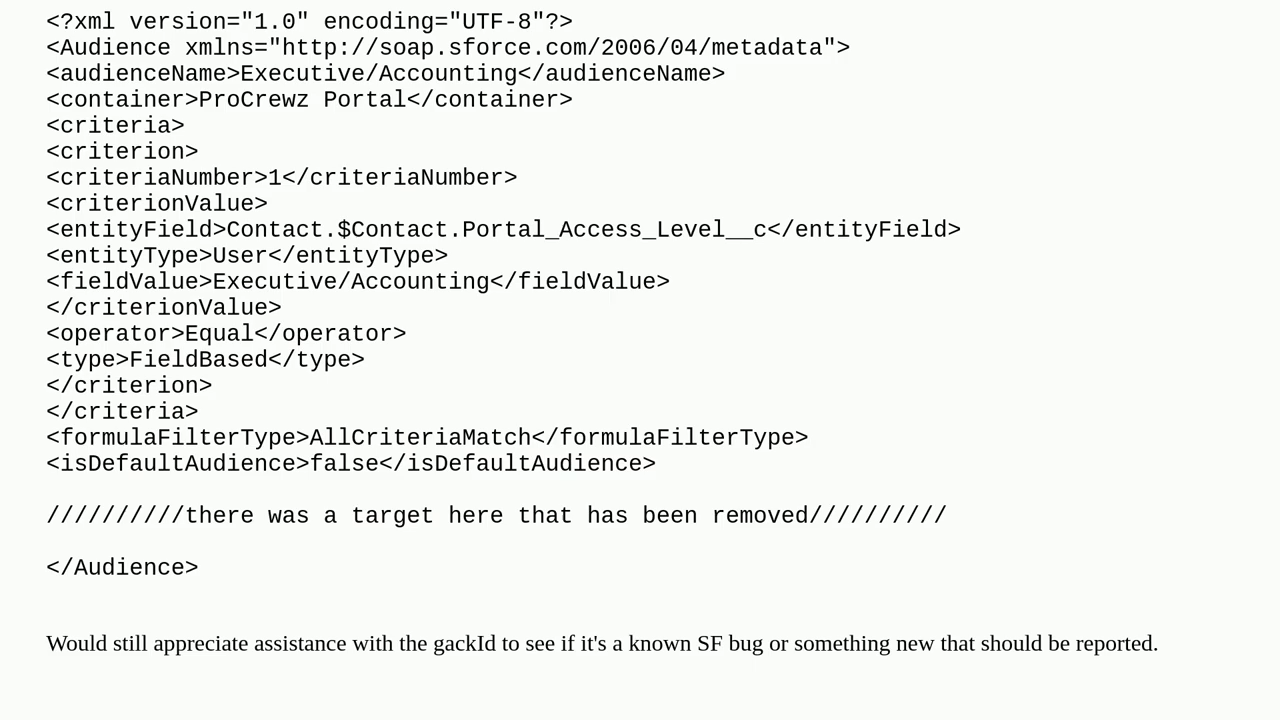 <?xml version="1.0" encoding="UTF-8"?>
<Audience xmlns="http://soap.sforce.com/2006/04/metadata">
<audienceName>Executive/Accounting</audienceName>
<container>ProCrewz Portal</container>
<criteria>
<criterion>
<criteriaNumber>1</criteriaNumber>
<criterionValue>
<entityField>Contact.$Contact.Portal_Access_Level__c</entityField>
<entityType>User</entityType>
<fieldValue>Executive/Accounting</fieldValue>
</criterionValue>
<operator>Equal</operator>
<type>FieldBased</type>
</criterion>
</criteria>
<formulaFilterType>AllCriteriaMatch</formulaFilterType>
<isDefaultAudience>false</isDefaultAudience>
//////////there was a target here that has been removed//////////
</Audience>
Would still appreciate assistance with the gackId to see if it's a known SF bug or something new that should be reported.